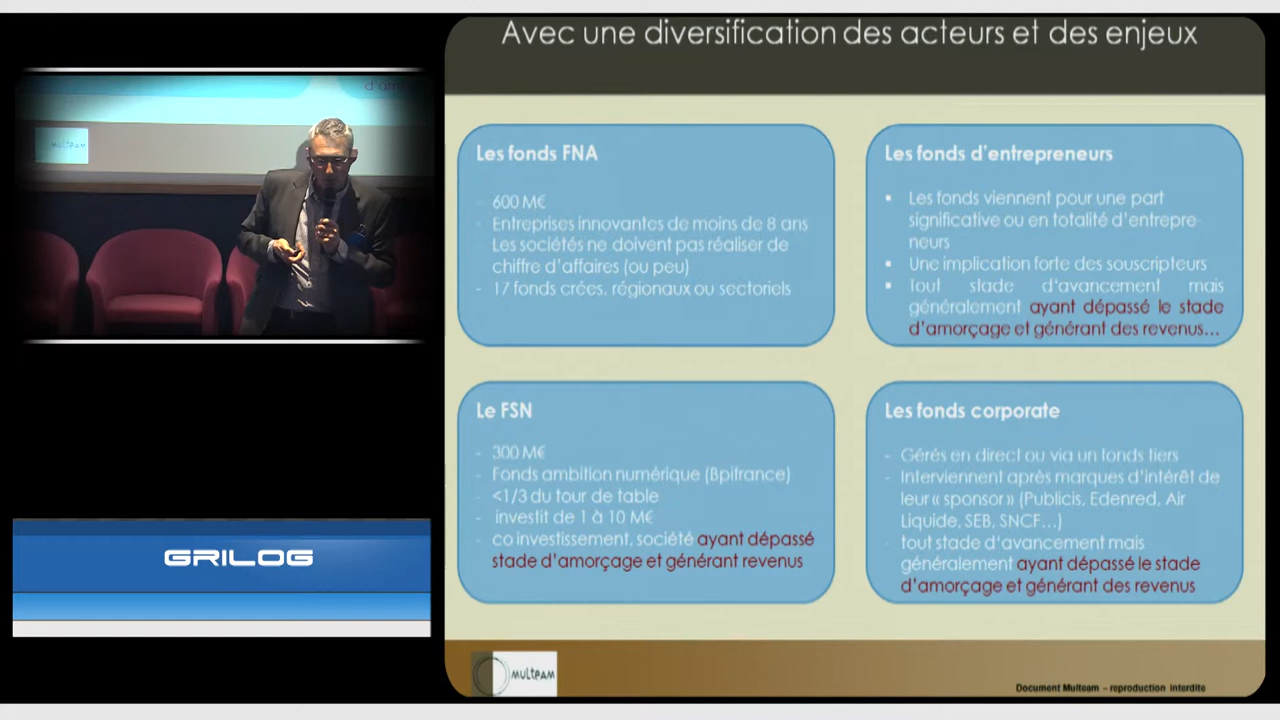 Avec une diversification des acteurs et des enjeux
d'am
MULTEAM
Les fonds FNA
- 600 M€
- Entreprises innovantes de moins de 8 ans
- Les sociétés ne doivent pas réaliser de
chiffre d'affaires (ou peu)
- 17 fonds crées, régionaux ou sectoriels
Les fonds d'entrepreneurs
▪ Les fonds viennent pour une part
significative ou en totalité d'entrepre-
neurs
▪ Une implication forte des souscripteurs
▪ Tout stade d'avancement mais
généralement ayant dépassé le stade
d'amorçage et générant des revenus…
Le FSN
- 300 M€
- Fonds ambition numérique (Bpifrance)
- <1/3 du tour de table
- investit de 1 à 10 M€
- co investissement, société ayant dépassé
stade d'amorçage et générant revenus
Les fonds corporate
- Gérés en direct ou via un fonds tiers
- Interviennent après marques d'intérêt de
leur « sponsor » (Publicis, Edenred, Air
Liquide, SEB, SNCF…)
- tout stade d'avancement mais
généralement ayant dépassé le stade
d'amorçage et générant des revenus
GRILOG
MULTEAM
Document Multeam – reproduction interdite